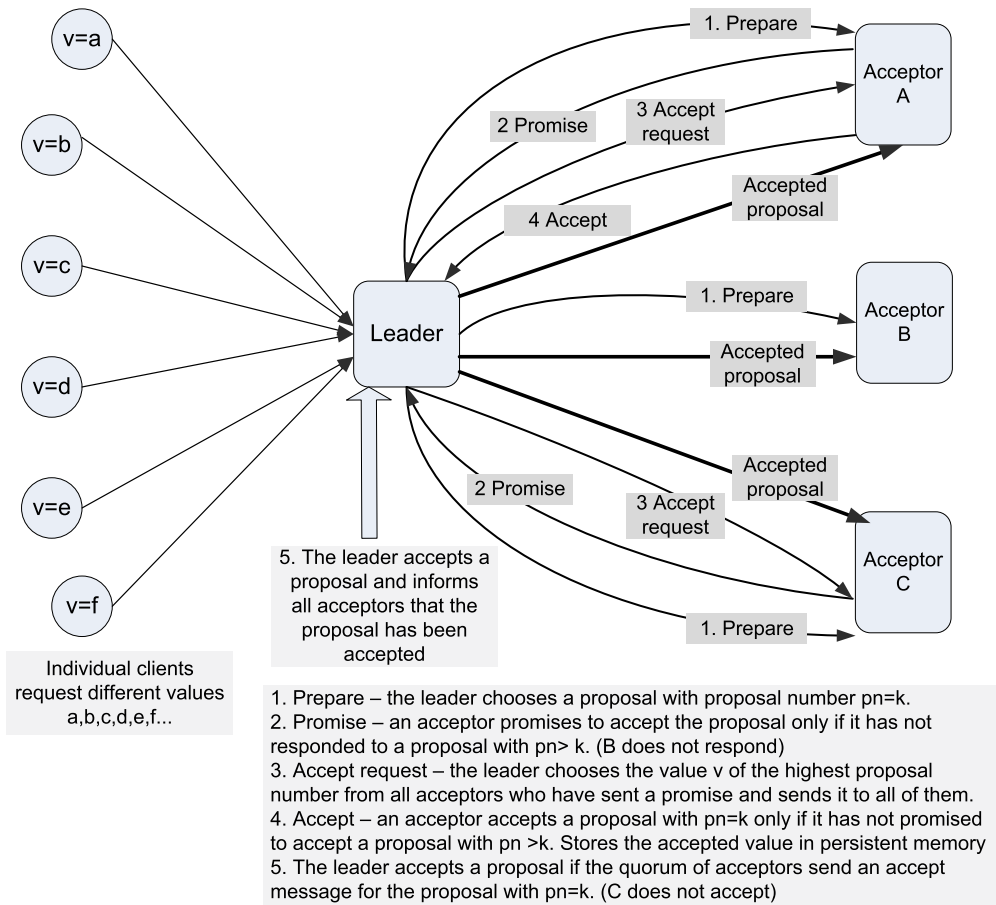 v=a
v=b
v=c
v=d
v=e
v=f
Individual clients
request different values
a,b,c,d,e,f...
Leader
1. Prepare
2 Promise
3 Accept
request
4 Accept
Accepted
proposal
Acceptor
A
1. Prepare
Accepted
proposal
Acceptor
B
Accepted
proposal
2 Promise
3 Accept
request
1. Prepare
Acceptor
C
5. The leader accepts a
proposal and informs
all acceptors that the
proposal has been
accepted
1. Prepare – the leader chooses a proposal with proposal number pn=k.
2. Promise – an acceptor promises to accept the proposal only if it has not
responded to a proposal with pn> k. (B does not respond)
3. Accept request – the leader chooses the value v of the highest proposal
number from all acceptors who have sent a promise and sends it to all of them.
4. Accept – an acceptor accepts a proposal with pn=k only if it has not promised
to accept a proposal with pn >k. Stores the accepted value in persistent memory
5. The leader accepts a proposal if the quorum of acceptors send an accept
message for the proposal with pn=k. (C does not accept)